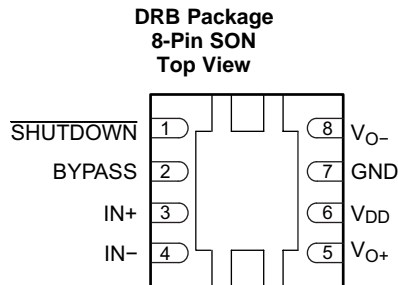 DRB Package
8-Pin SON
Top View
SHUTDOWN 1 8 VO−
BYPASS 2 7 GND
IN+ 3 6 VDD
IN− 4 5 VO+